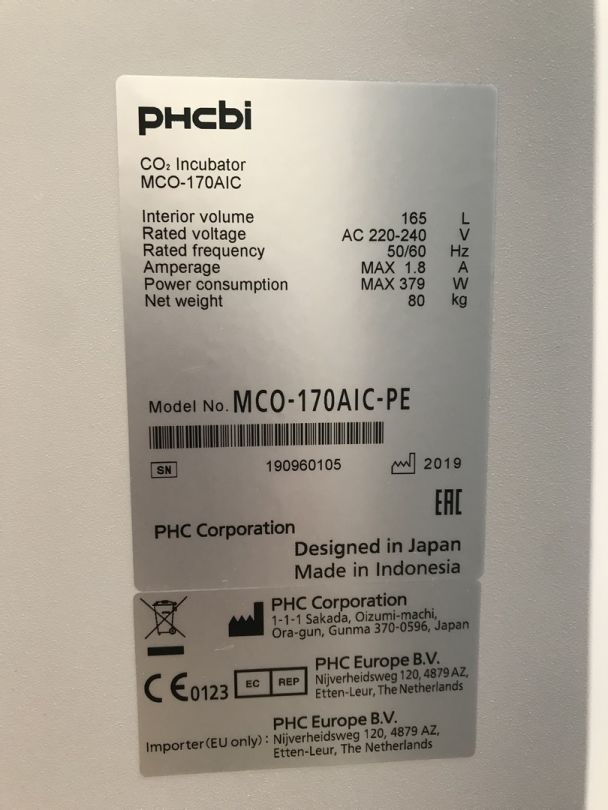 PHCbi
CO₂ Incubator
MCO-170AIC
Interior volume 165 L
Rated voltage AC 220-240 V
Rated frequency 50/60 Hz
Amperage MAX 1.8 A
Power consumption MAX 379 W
Net weight 80 kg
Model No. MCO-170AIC-PE
SN 190960105 2019
EAC
PHC Corporation
Designed in Japan
Made in Indonesia
PHC Corporation
1-1-1 Sakada, Oizumi-machi,
Ora-gun, Gunma 370-0596, Japan
CE0123 EC REP
PHC Europe B.V.
Nijverheidsweg 120, 4879 AZ,
Etten-Leur, The Netherlands
PHC Europe B.V.
Importer(EU only): Nijverheidsweg 120, 4879 AZ,
Etten-Leur, The Netherlands